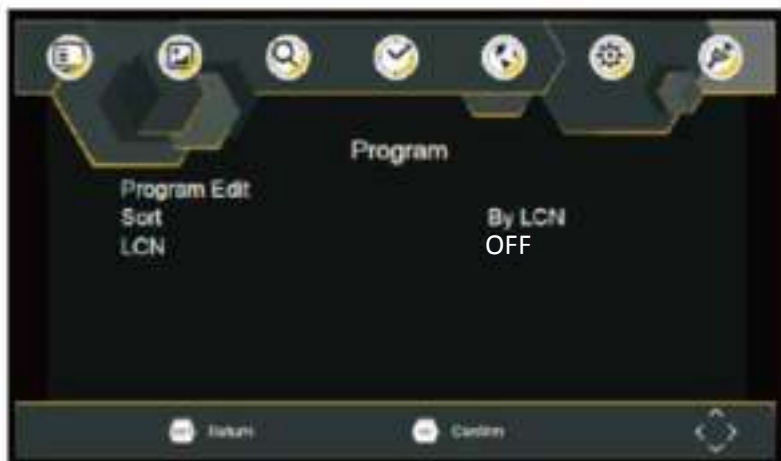 Program
Program Edit
Sort By LCN
LCN OFF
Return Confirm